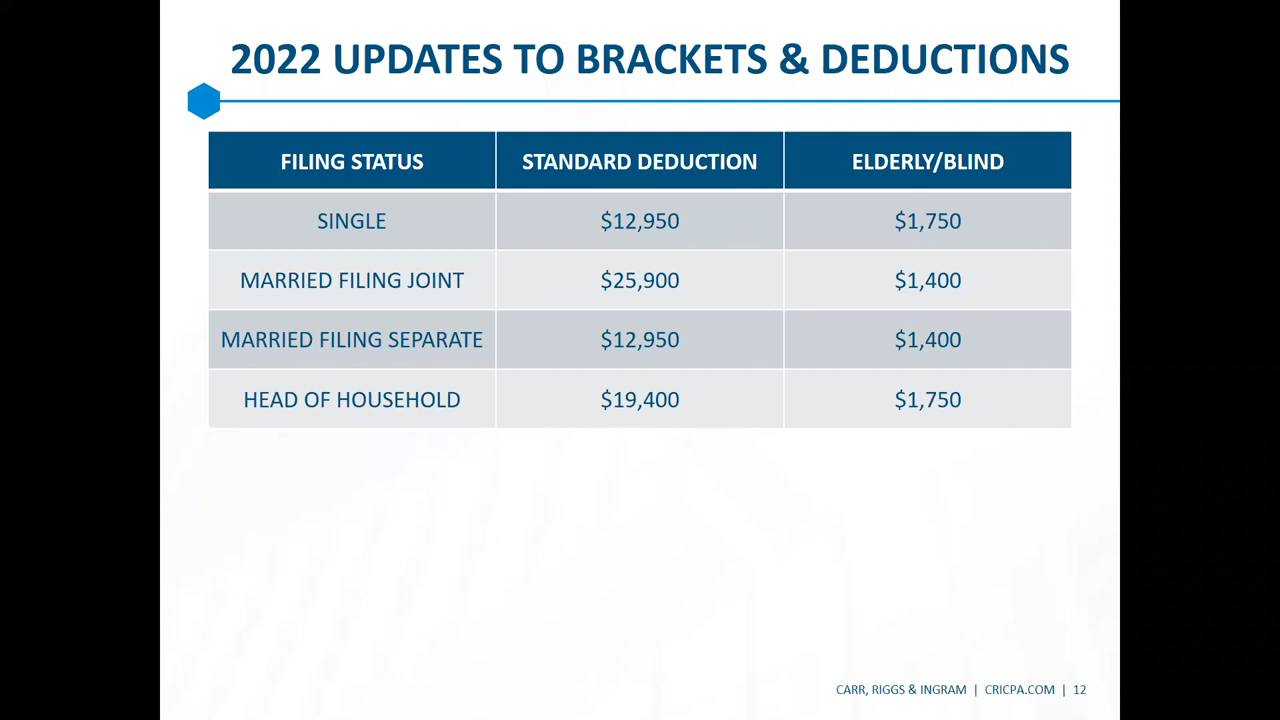 2022 UPDATES TO BRACKETS & DEDUCTIONS
FILING STATUS STANDARD DEDUCTION ELDERLY/BLIND
SINGLE $12,950 $1,750
MARRIED FILING JOINT $25,900 $1,400
MARRIED FILING SEPARATE $12,950 $1,400
HEAD OF HOUSEHOLD $19,400 $1,750
CARR, RIGGS & INGRAM | CRICPA.COM | 12